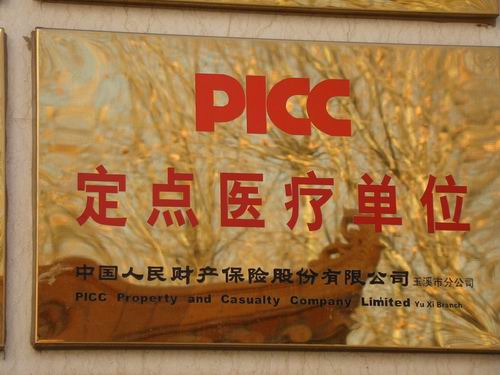 PICC
定点医疗单位
中国人民财产保险股份有限公司 玉溪市分公司
PICC Property and Casualty Company Limited Yu Xi Branch